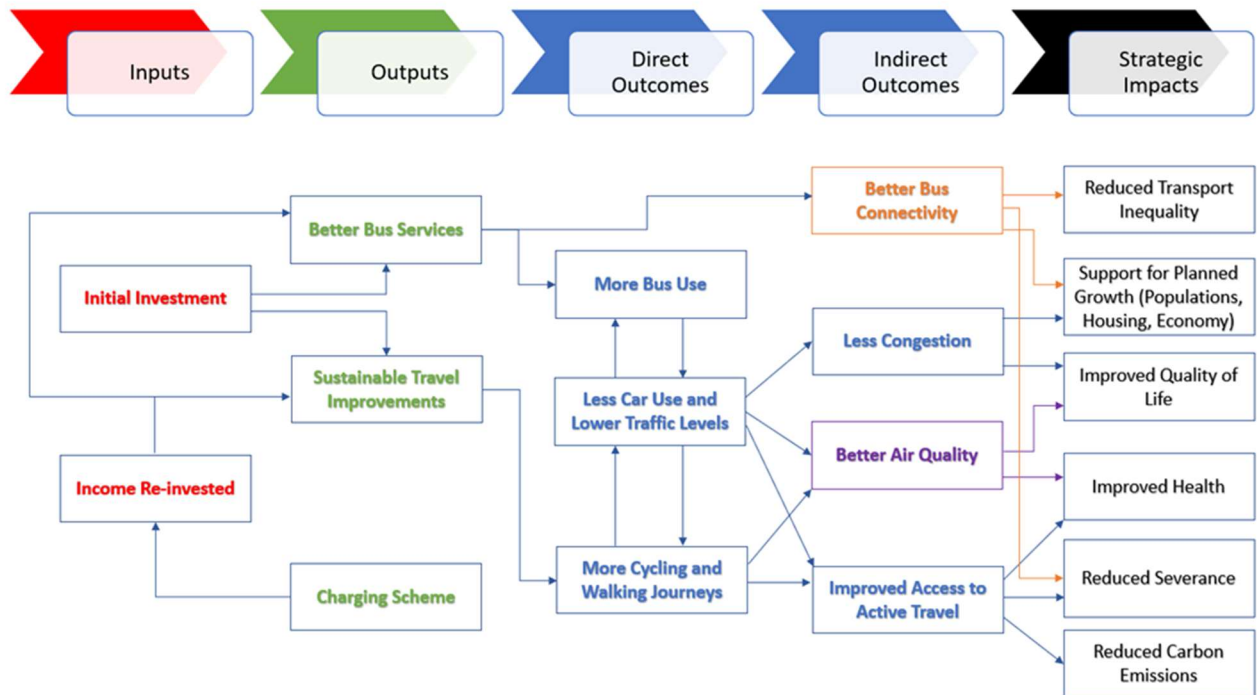 Inputs
Outputs
Direct
Outcomes
Indirect
Outcomes
Strategic
Impacts
Better Bus Services
Initial Investment
Sustainable Travel
Improvements
Income Re-invested
Charging Scheme
More Bus Use
Less Car Use and
Lower Traffic Levels
More Cycling and
Walking Journeys
Better Bus
Connectivity
Less Congestion
Better Air Quality
Improved Access to
Active Travel
Reduced Transport
Inequality
Support for Planned
Growth (Populations,
Housing, Economy)
Improved Quality of
Life
Improved Health
Reduced Severance
Reduced Carbon
Emissions